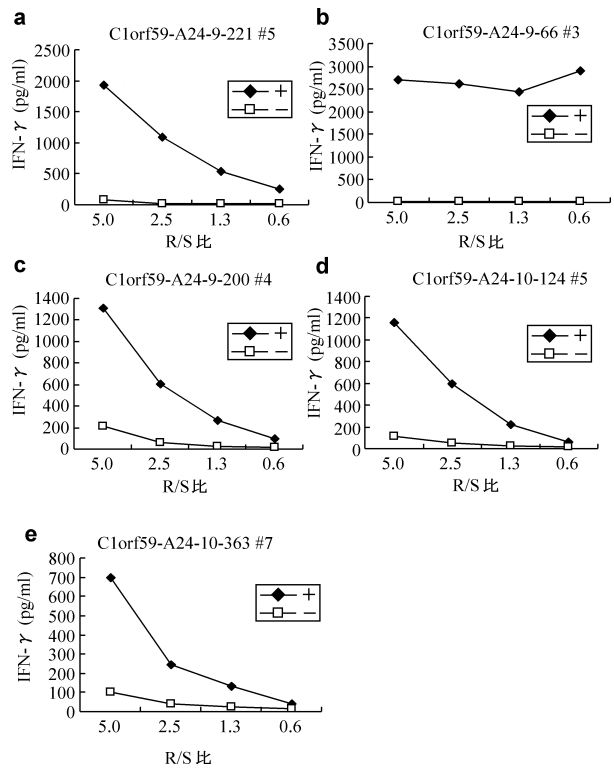 a
C1orf59-A24-9-221 #5
IFN-γ (pg/ml)
2500
2000
1500
1000
500
0
+
−
5.0 2.5 1.3 0.6
R/S 比
b
C1orf59-A24-9-66 #3
IFN-γ (pg/ml)
3500
3000
2500
2000
1500
1000
500
0
+
−
5.0 2.5 1.3 0.6
R/S 比
c
C1orf59-A24-9-200 #4
IFN-γ (pg/ml)
1400
1200
1000
800
600
400
200
0
+
−
5.0 2.5 1.3 0.6
R/S 比
d
C1orf59-A24-10-124 #5
IFN-γ (pg/ml)
1400
1200
1000
800
600
400
200
0
+
−
5.0 2.5 1.3 0.6
R/S 比
e
C1orf59-A24-10-363 #7
IFN-γ (pg/ml)
800
700
600
500
400
300
200
100
0
+
−
5.0 2.5 1.3 0.6
R/S 比